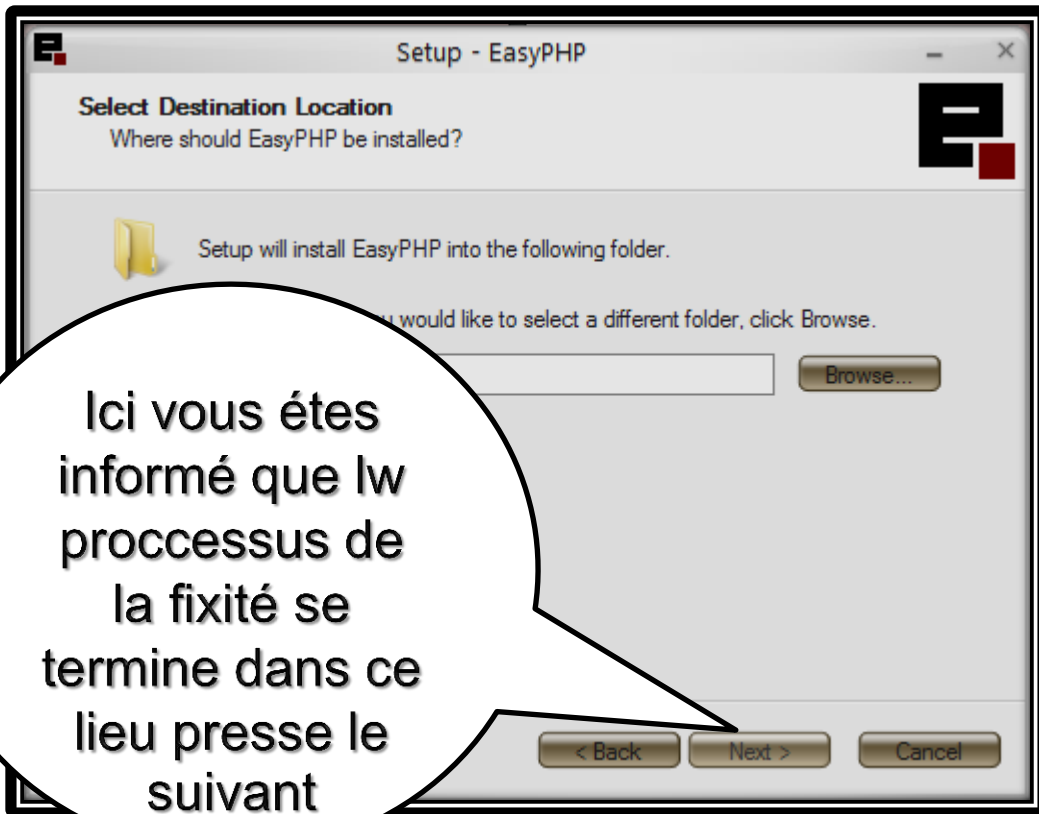 Setup - EasyPHP
Select Destination Location
Where should EasyPHP be installed?
Setup will install EasyPHP into the following folder.
would like to select a different folder, click Browse.
Browse...
Ici vous étes
informé que lw
proccessus de
la fixité se
termine dans ce
lieu presse le
suivant
< Back
Next >
Cancel